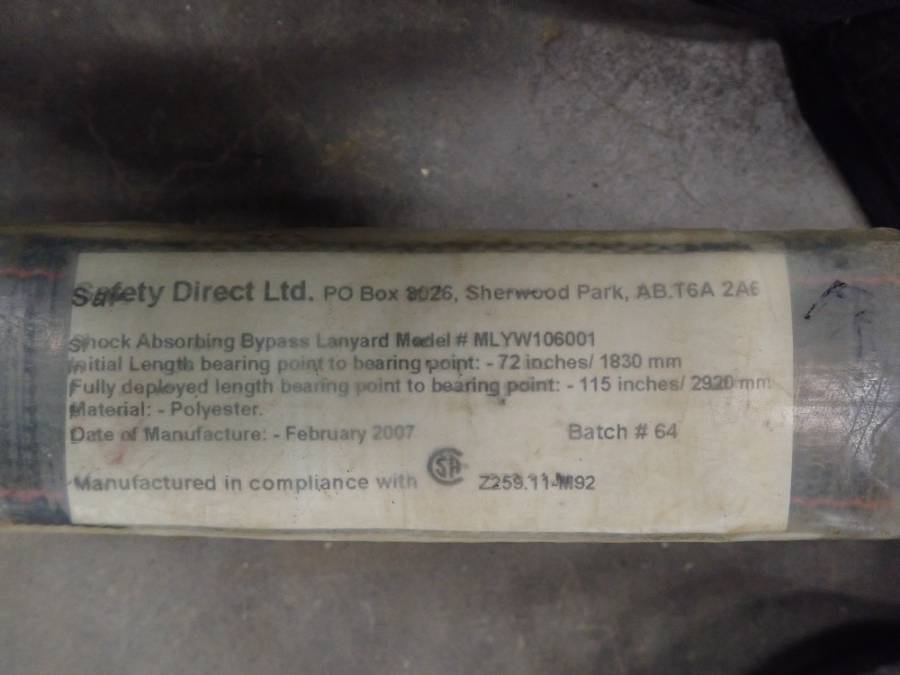 Safety Direct Ltd. PO Box 8026, Sherwood Park, AB.T6A 2A6
Shock Absorbing Bypass Lanyard Model # MLYW106001
Initial Length bearing point to bearing point: - 72 inches/ 1830 mm
Fully deployed length bearing point to bearing point: - 115 inches/ 2920 mm
Material: - Polyester.
Date of Manufacture: - February 2007 Batch # 64
Manufactured in compliance with CSA Z259.11-M92